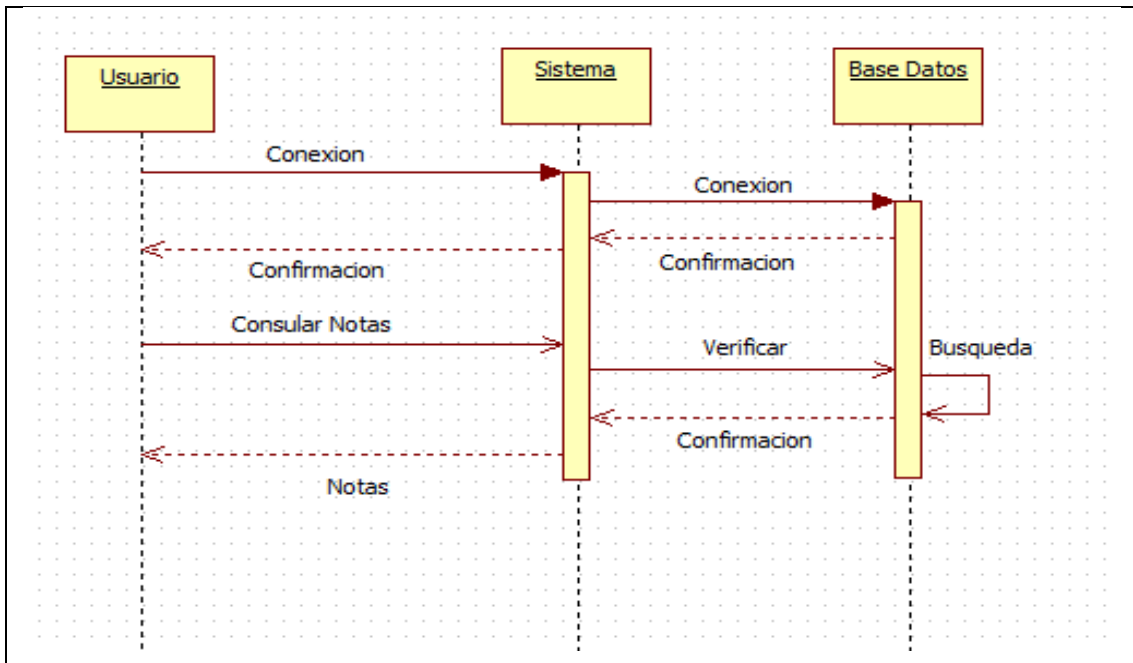 Usuario
Sistema
Base Datos
Conexion
Conexion
Confirmacion
Confirmacion
Consular Notas
Verificar
Busqueda
Confirmacion
Notas